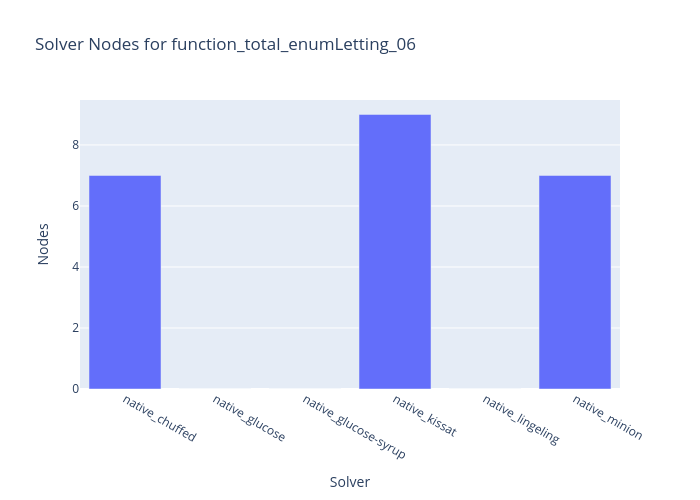 Solver Nodes for function_total_enumLetting_06
Nodes
8
6
4
2
0
native_chuffed
native_glucose
native_glucose-syrup
native_kissat
native_lingeling
native_minion
Solver